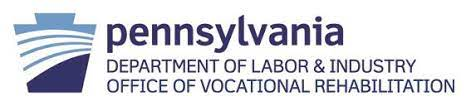 pennsylvania
DEPARTMENT OF LABOR & INDUSTRY
OFFICE OF VOCATIONAL REHABILITATION